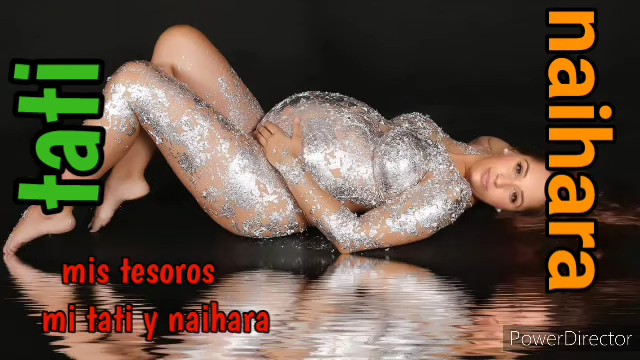 tati
naihara
mis tesoros
mi tati y naihara
PowerDirector